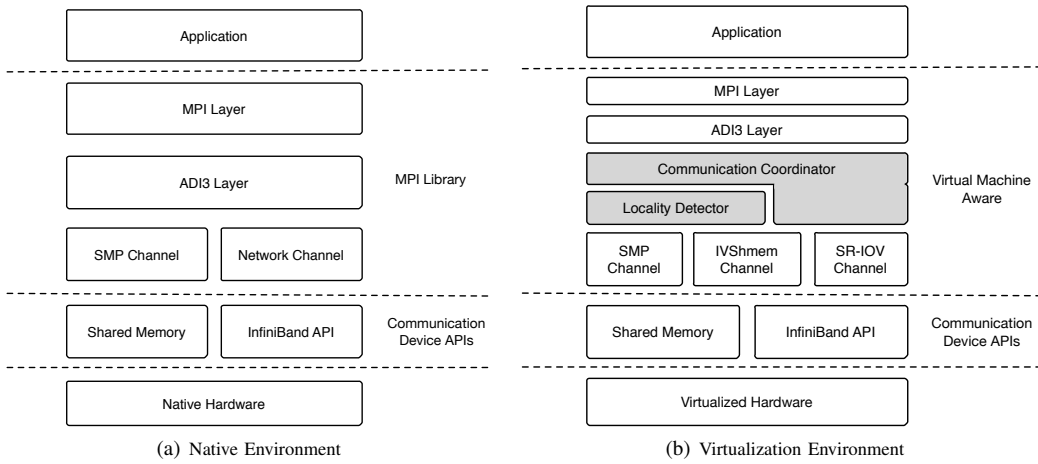 Application
MPI Layer
ADI3 Layer
MPI Library
SMP Channel
Network Channel
Shared Memory
InfiniBand API
Communication
Device APIs
Native Hardware
(a) Native Environment
Application
MPI Layer
ADI3 Layer
Communication Coordinator
Locality Detector
Virtual Machine
Aware
SMP
Channel
IVShmem
Channel
SR-IOV
Channel
Shared Memory
InfiniBand API
Communication
Device APIs
Virtualized Hardware
(b) Virtualization Environment